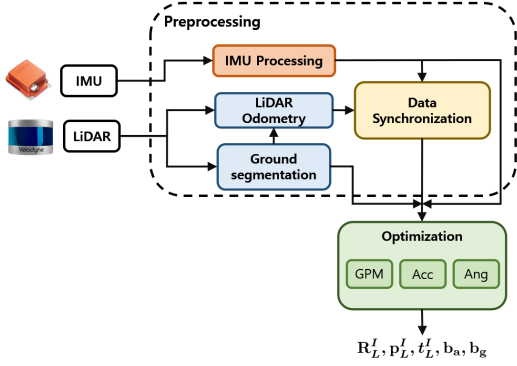 Preprocessing
IMU
IMU Processing
LiDAR
LiDAR
Odometry
Data
Synchronization
Velodyne
Ground
segmentation
Optimization
GPM
Acc
Ang
R_L^I, p_L^I, t_L^I, b_a, b_g